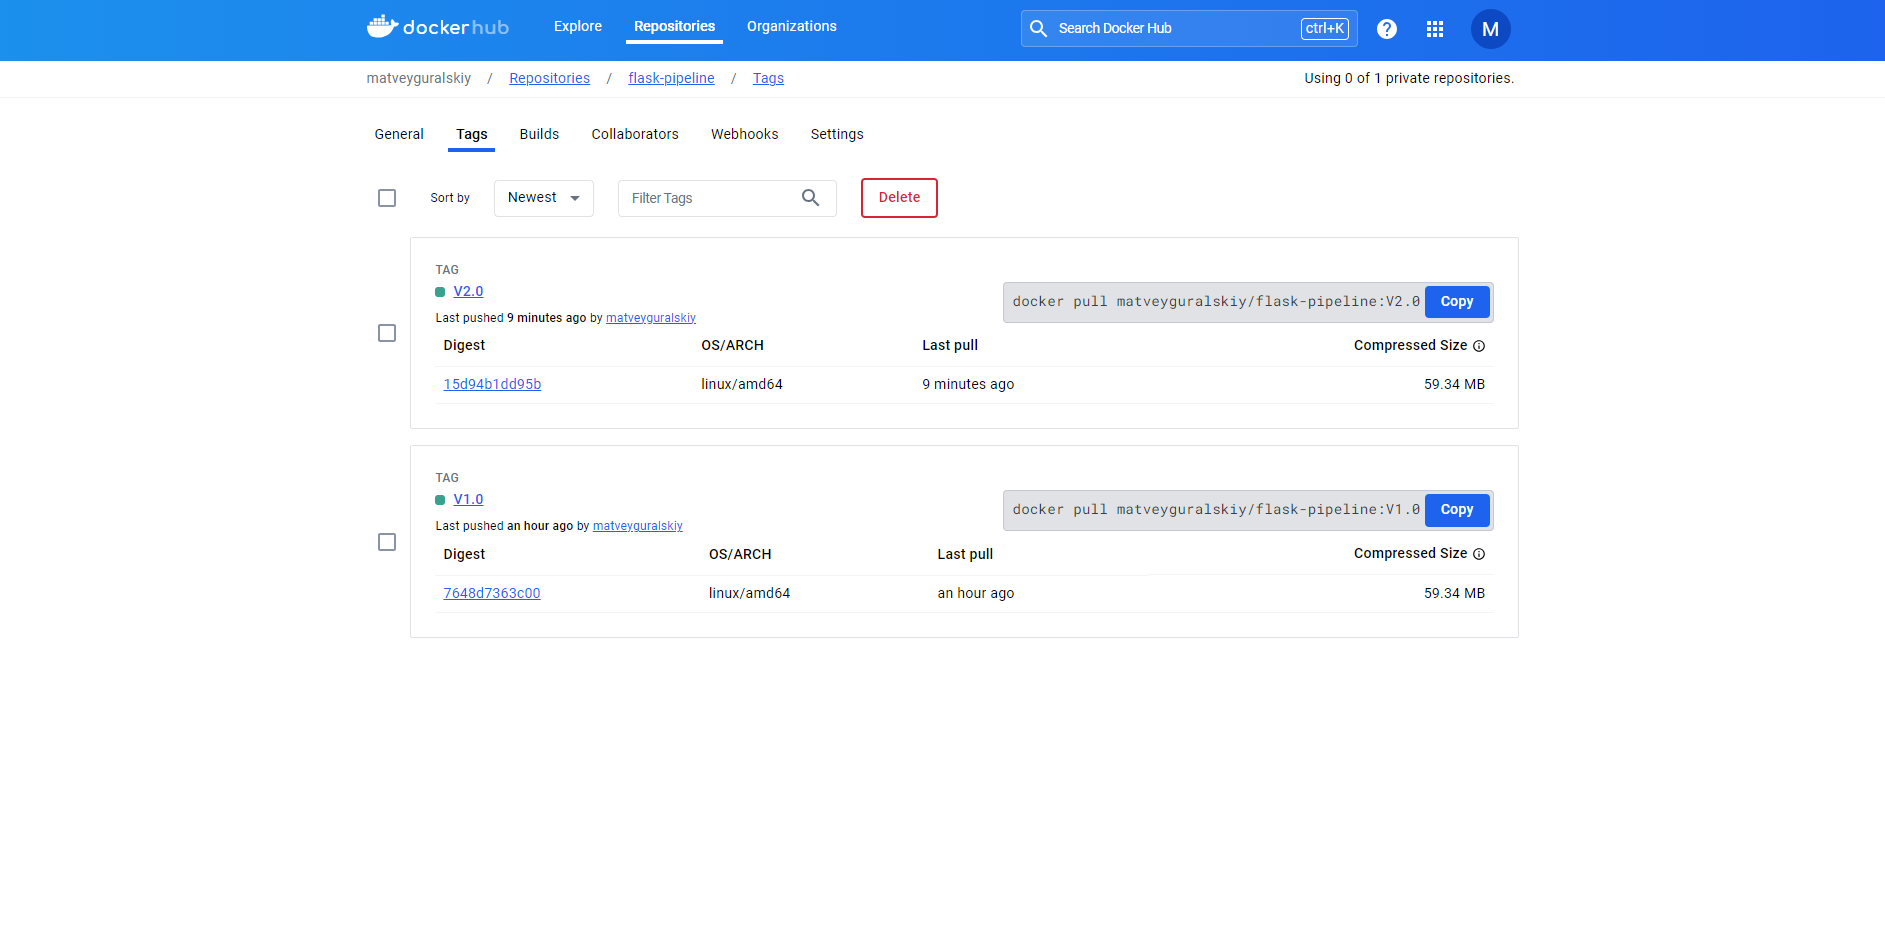 dockerhub Explore Repositories Organizations Search Docker Hub ctrl+K ? M
matveyguralskiy / Repositories / flask-pipeline / Tags Using 0 of 1 private repositories.
General Tags Builds Collaborators Webhooks Settings
Sort by Newest Filter Tags Delete
TAG
V2.0
docker pull matveyguralskiy/flask-pipeline:V2.0 Copy
Last pushed 9 minutes ago by matveyguralskiy
Digest OS/ARCH Last pull Compressed Size
15d94b1dd95b linux/amd64 9 minutes ago 59.34 MB
TAG
V1.0
docker pull matveyguralskiy/flask-pipeline:V1.0 Copy
Last pushed an hour ago by matveyguralskiy
Digest OS/ARCH Last pull Compressed Size
7648d7363c00 linux/amd64 an hour ago 59.34 MB